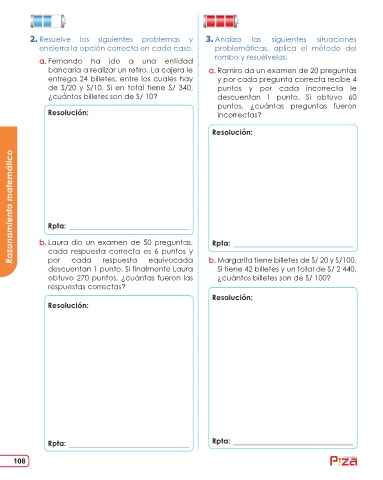 2. Resuelve los siguientes problemas y
encierra la opción correcta en cada caso.
a. Fernando ha ido a una entidad
bancaria a realizar un retiro. La cajera le
entrega 24 billetes, entre los cuales hay
de S/20 y S/10. Si en total tiene S/ 340,
¿cuántos billetes son de S/ 10?
Resolución:
Rpta:
b. Laura dio un examen de 50 preguntas,
cada respuesta correcta es 6 puntos y
por cada respuesta equivocada
descuentan 1 punto. Si finalmente Laura
obtuvo 270 puntos, ¿cuántas fueron las
respuestas correctas?
Resolución:
Rpta:
3. Analiza las siguientes situaciones
problemáticas, aplica el método del
rombo y resuélvelas.
a. Ramiro da un examen de 20 preguntas
y por cada pregunta correcta recibe 4
puntos y por cada incorrecta le
descuentan 1 punto. Si obtuvo 60
puntos, ¿cuántas preguntas fueron
incorrectas?
Resolución:
Rpta:
b. Margarita tiene billetes de S/ 20 y S/100.
Si tiene 42 billetes y un total de S/ 2 440,
¿cuántos billetes son de S/ 100?
Resolución:
Rpta:
Razonamiento matemático
108